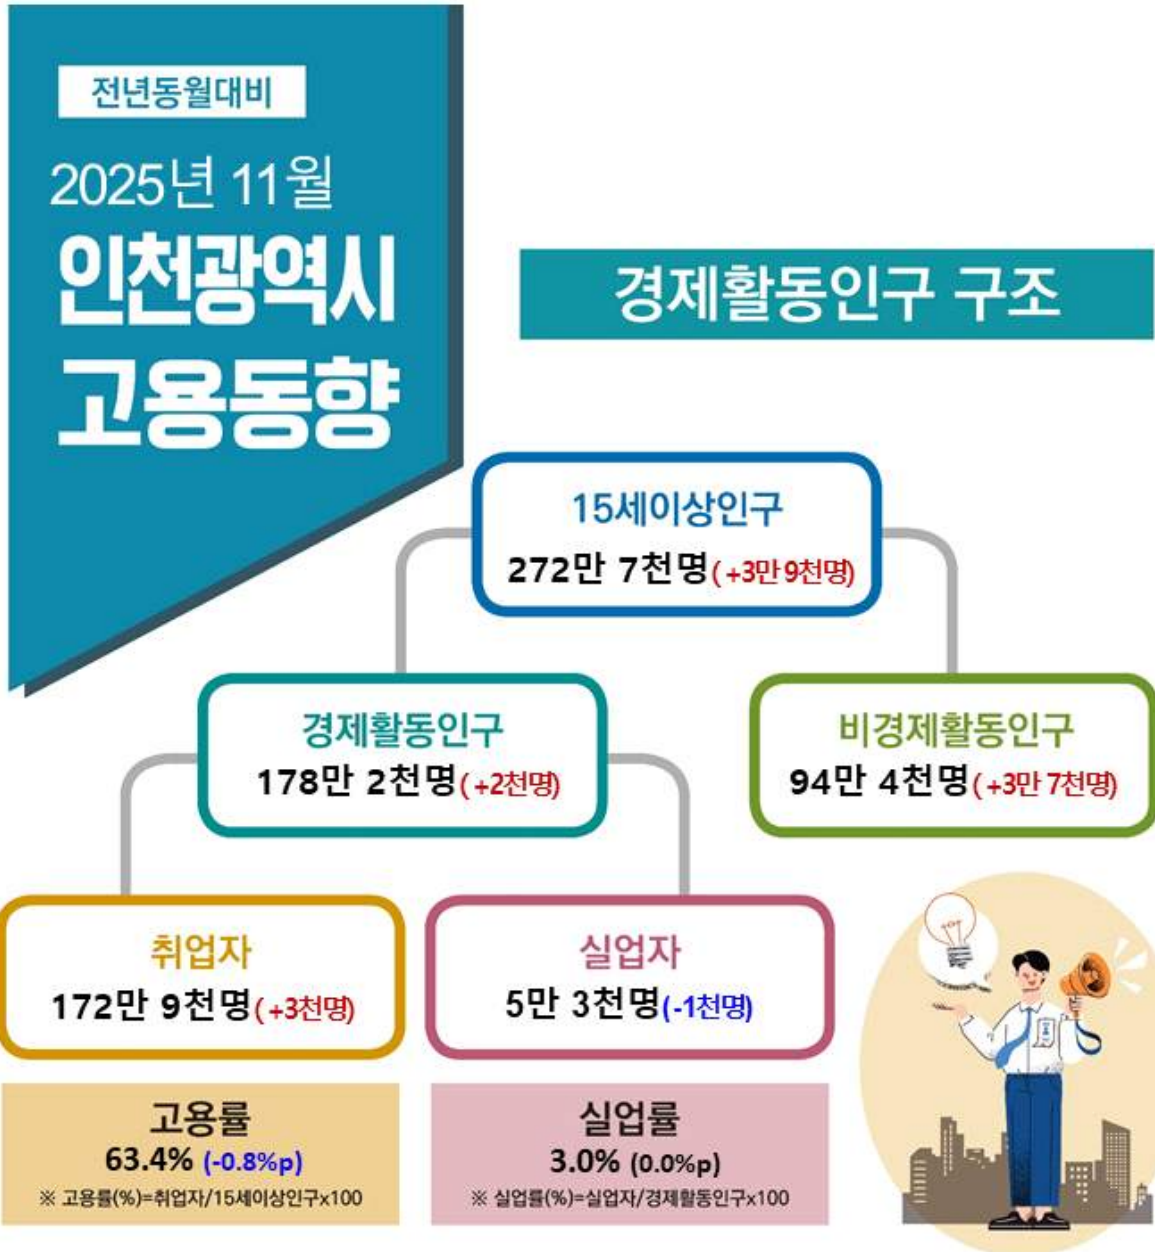 전년동월대비
2025년 11월
인천광역시
고용동향
경제활동인구 구조
15세이상인구
272만 7천명( +3만 9천명)
경제활동인구
178만 2천명( +2천명)
비경제활동인구
94만 4천명( +3만 7천명)
취업자
172만 9천명( +3천명)
실업자
5만 3천명(-1천명)
고용률
63.4% (-0.8%p)
※ 고용률(%)=취업자/15세이상인구x100
실업률
3.0% (0.0%p)
※ 실업률(%)=실업자/경제활동인구x100